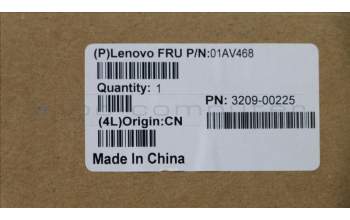 (P)Lenovo FRU P/N:01AV468
Quantity: 1
PN: 3209-00225
(4L)Origin:CN
Made In China